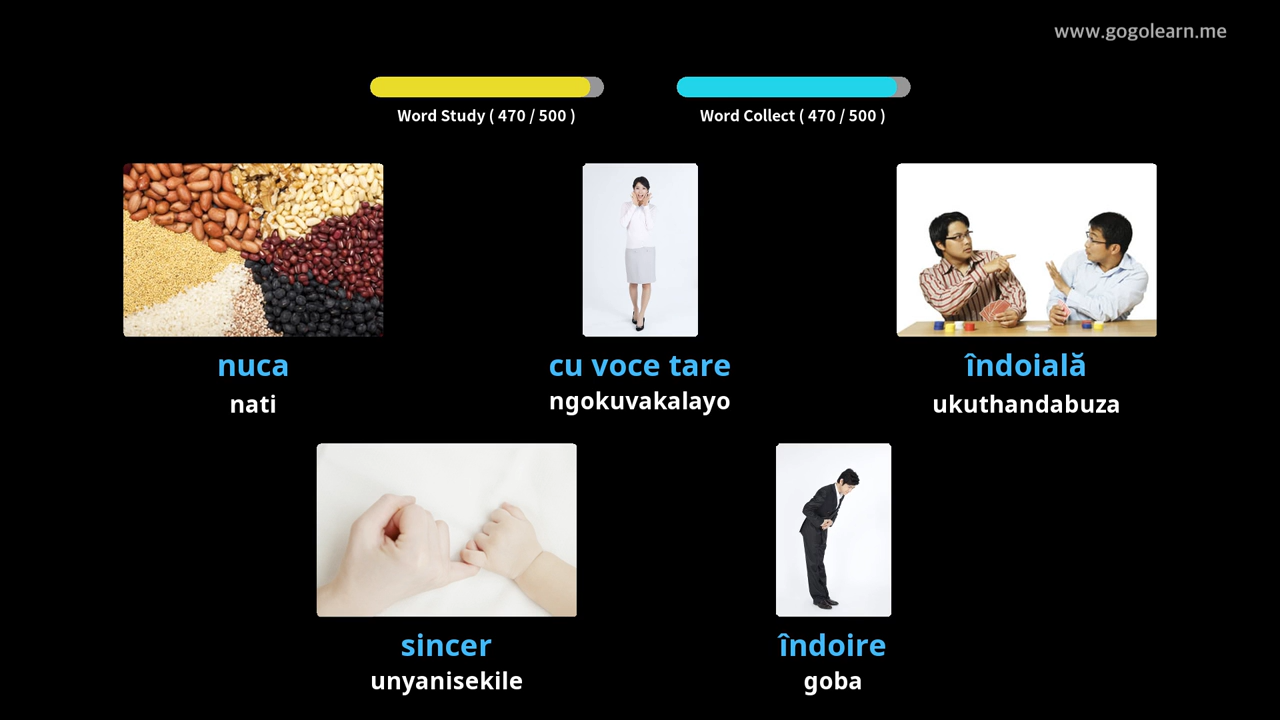 www.gogolearn.me
Word Study ( 470 / 500 )
Word Collect ( 470 / 500 )
nuca
nati
cu voce tare
ngokuvakalayo
îndoială
ukuthandabuza
sincer
unyanisekile
îndoire
goba